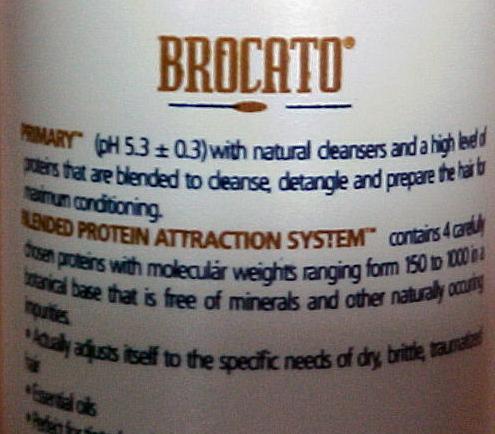 BROCATO®
PRIMARY™ (pH 5.3 ± 0.3) with natural cleansers and a high level of
proteins that are blended to cleanse, detangle and prepare the hair for
maximum conditioning.
BLENDED PROTEIN ATTRACTION SYSTEM™ contains 4 carefully
chosen proteins with molecular weights ranging form 150 to 1000 in a
botanical base that is free of minerals and other naturally occuring
impurities.
• Actually adjusts itself to the specific needs of dry, brittle, traumatized
hair
• Essential oils
• Perfect for